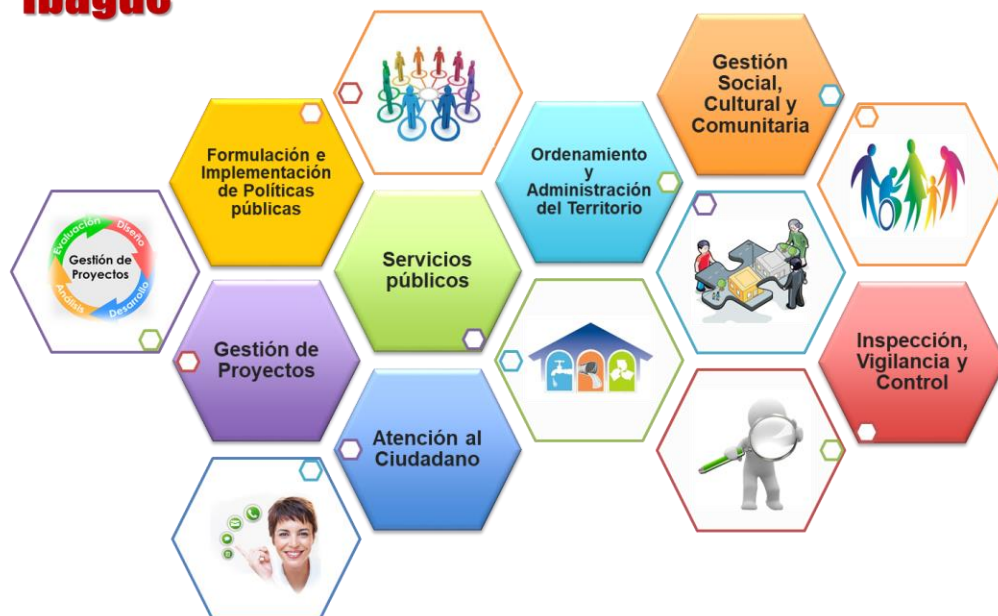 Ibagué
Gestión
Social,
Cultural y
Comunitaria
Formulación e
Implementación
de Políticas
públicas
Ordenamiento
y
Administración
del Territorio
Evaluación
Diseño
Gestión de
Proyectos
Análisis
Desarrollo
Servicios
públicos
Gestión de
Proyectos
Inspección,
Vigilancia y
Control
Atención al
Ciudadano